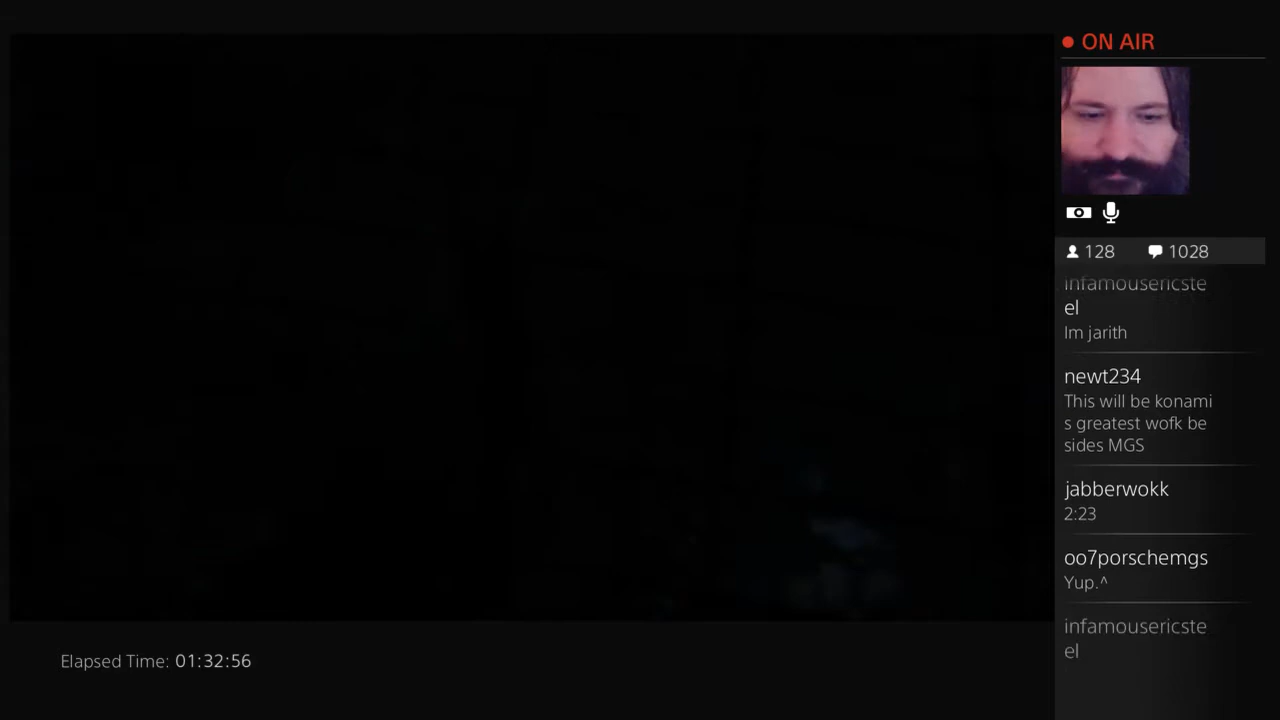 ON AIR
128 1028
infamousericste
el
Im jarith
newt234
This will be konami
s greatest wofk be
sides MGS
jabberwokk
2:23
oo7porschemgs
Yup.^
infamousericste
el
Elapsed Time: 01:32:56